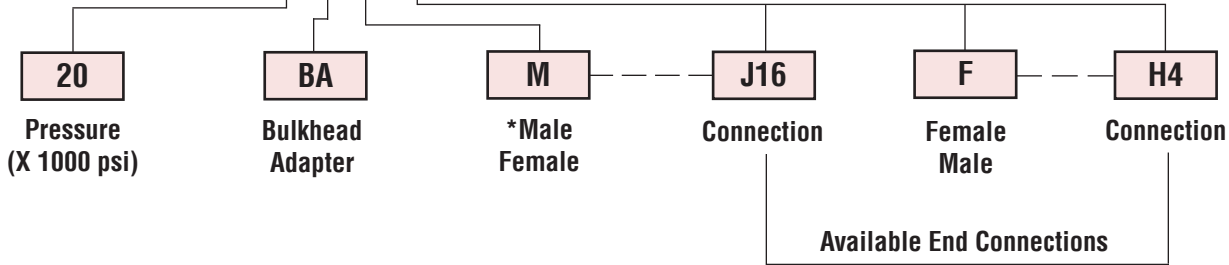 20
BA
M
J16
F
H4
Pressure
(X 1000 psi)
Bulkhead
Adapter
*Male
Female
Connection
Female
Male
Connection
Available End Connections